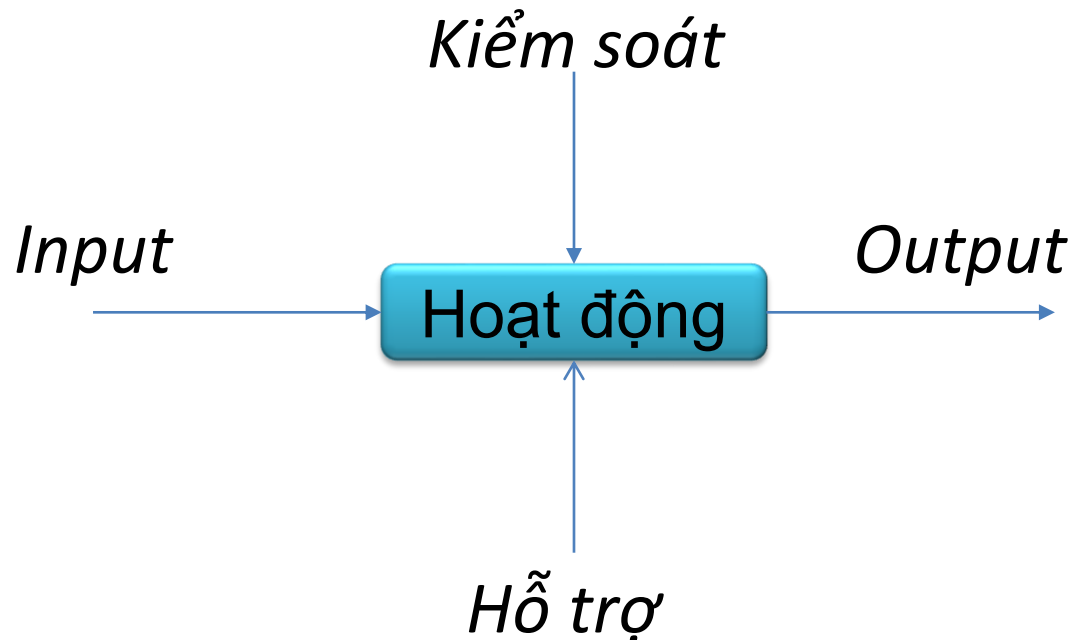 Kiểm soát
Input
Output
Hoạt động
Hỗ trợ